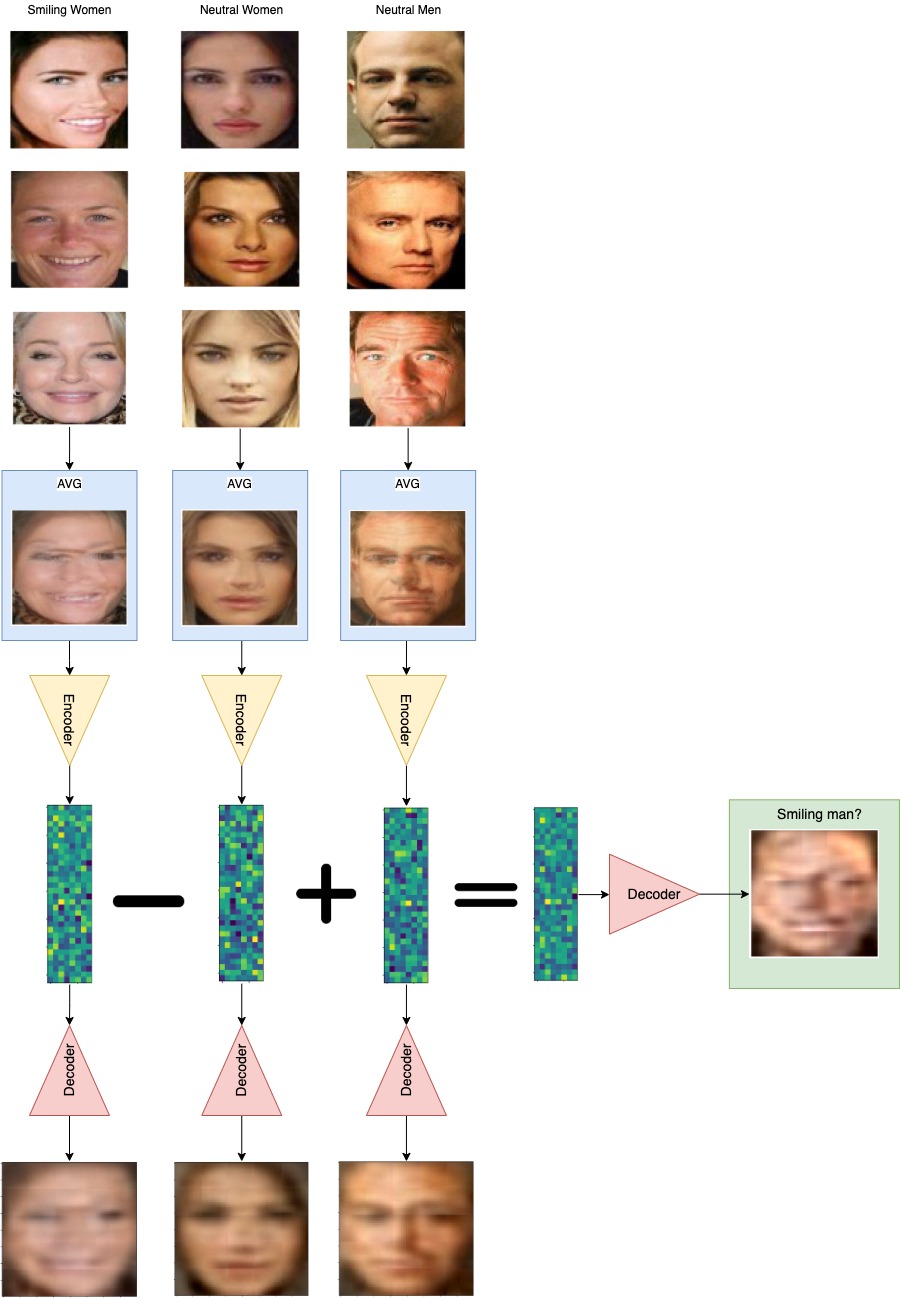 Smiling Women
Neutral Women
Neutral Men
AVG
AVG
AVG
Encoder
Encoder
Encoder
Smiling man?
Decoder
Decoder
Decoder
Decoder